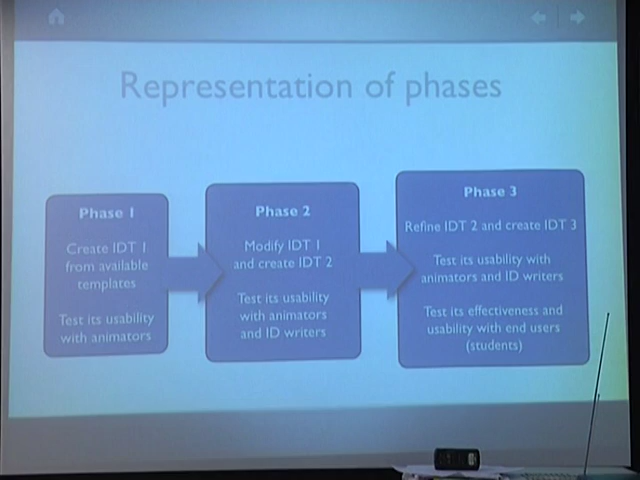 Representation of phases
Phase 1
Create IDT 1
from available
templates
Test its usability
with animators
Phase 2
Modify IDT 1
and create IDT 2
Test its usability
with animators
and ID writers
Phase 3
Refine IDT 2 and create IDT 3
Test its usability with
animators and ID writers
Test its effectiveness and
usability with end users
(students)